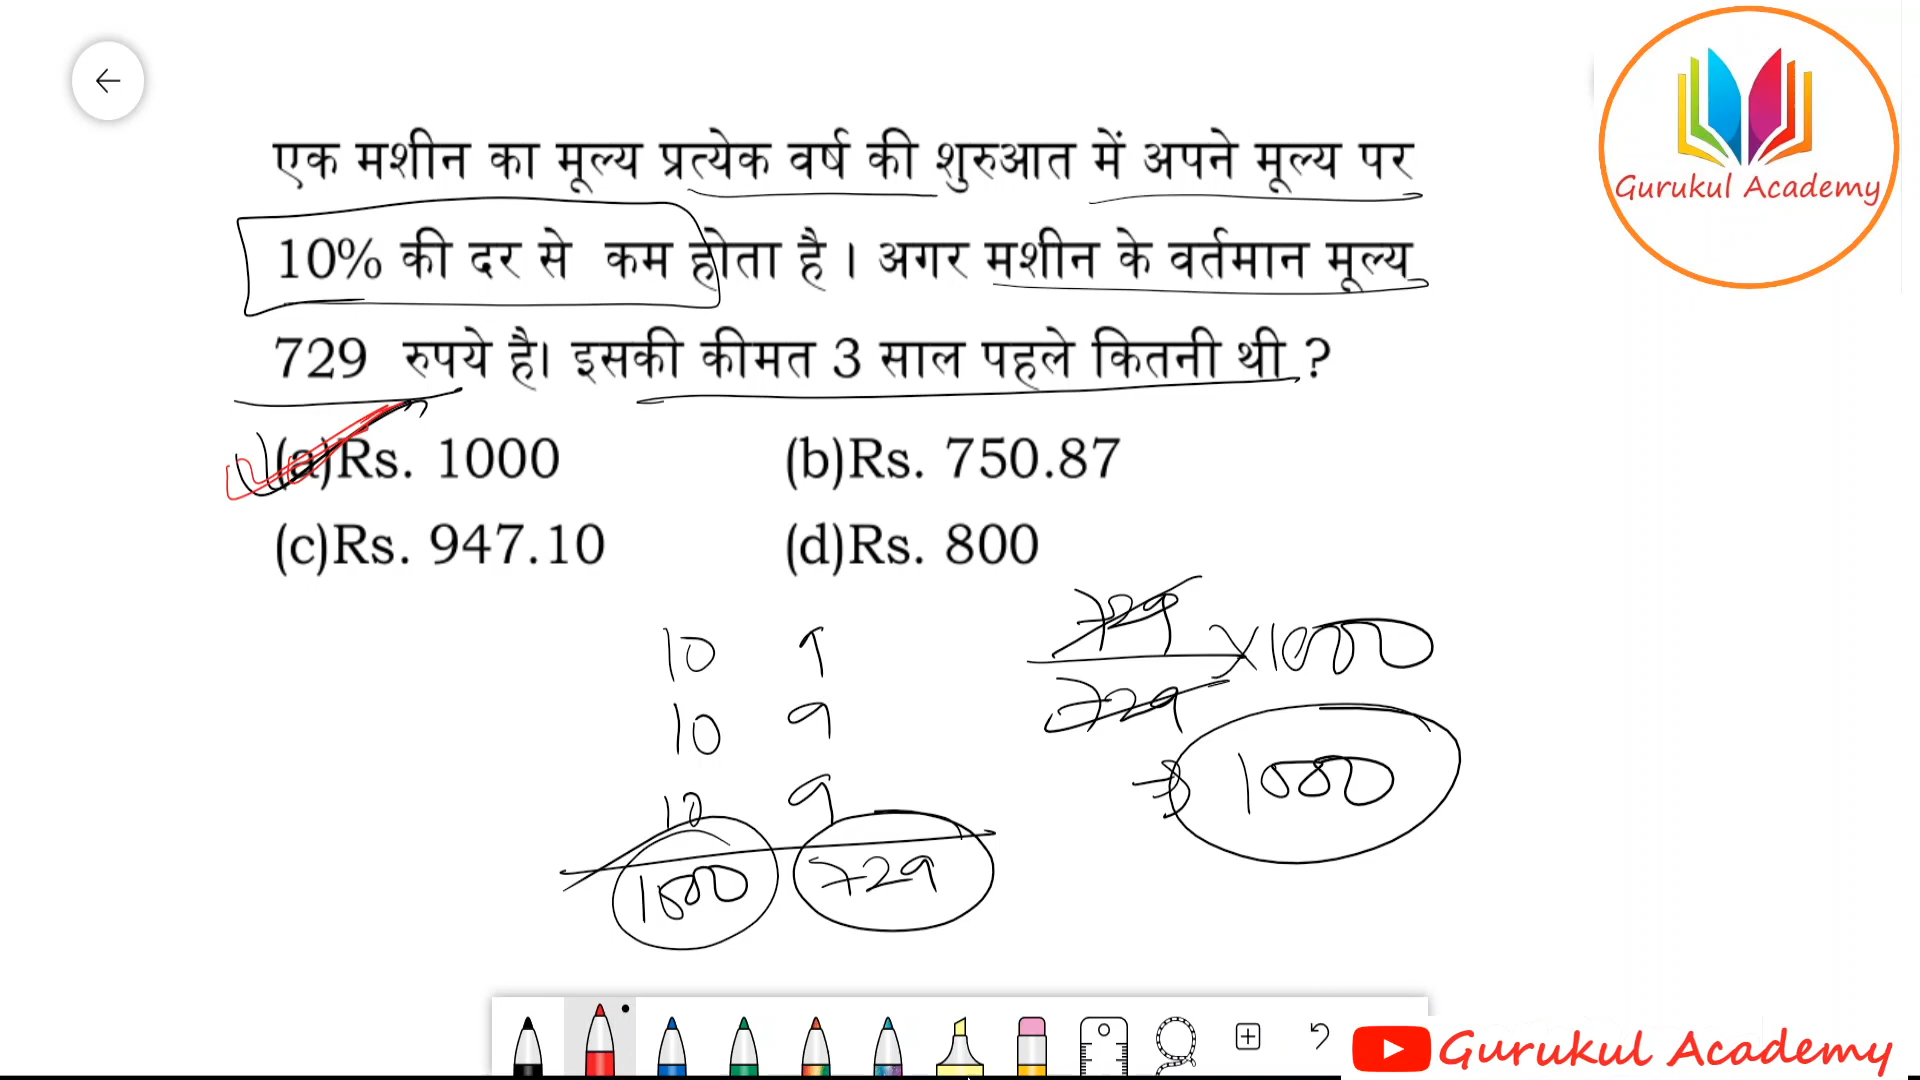 Gurukul Academy
एक मशीन का मूल्य प्रत्येक वर्ष की शुरुआत में अपने मूल्य पर
10% की दर से कम होता है। अगर मशीन के वर्तमान मूल्य
729 रुपये है। इसकी कीमत 3 साल पहले कितनी थी ?
(a)Rs. 1000 (b)Rs. 750.87
(c)Rs. 947.10 (d)Rs. 800
10 9
10 9
10 9
1000 729
729
×1000
729
⇒ 1000
Gurukul Academy